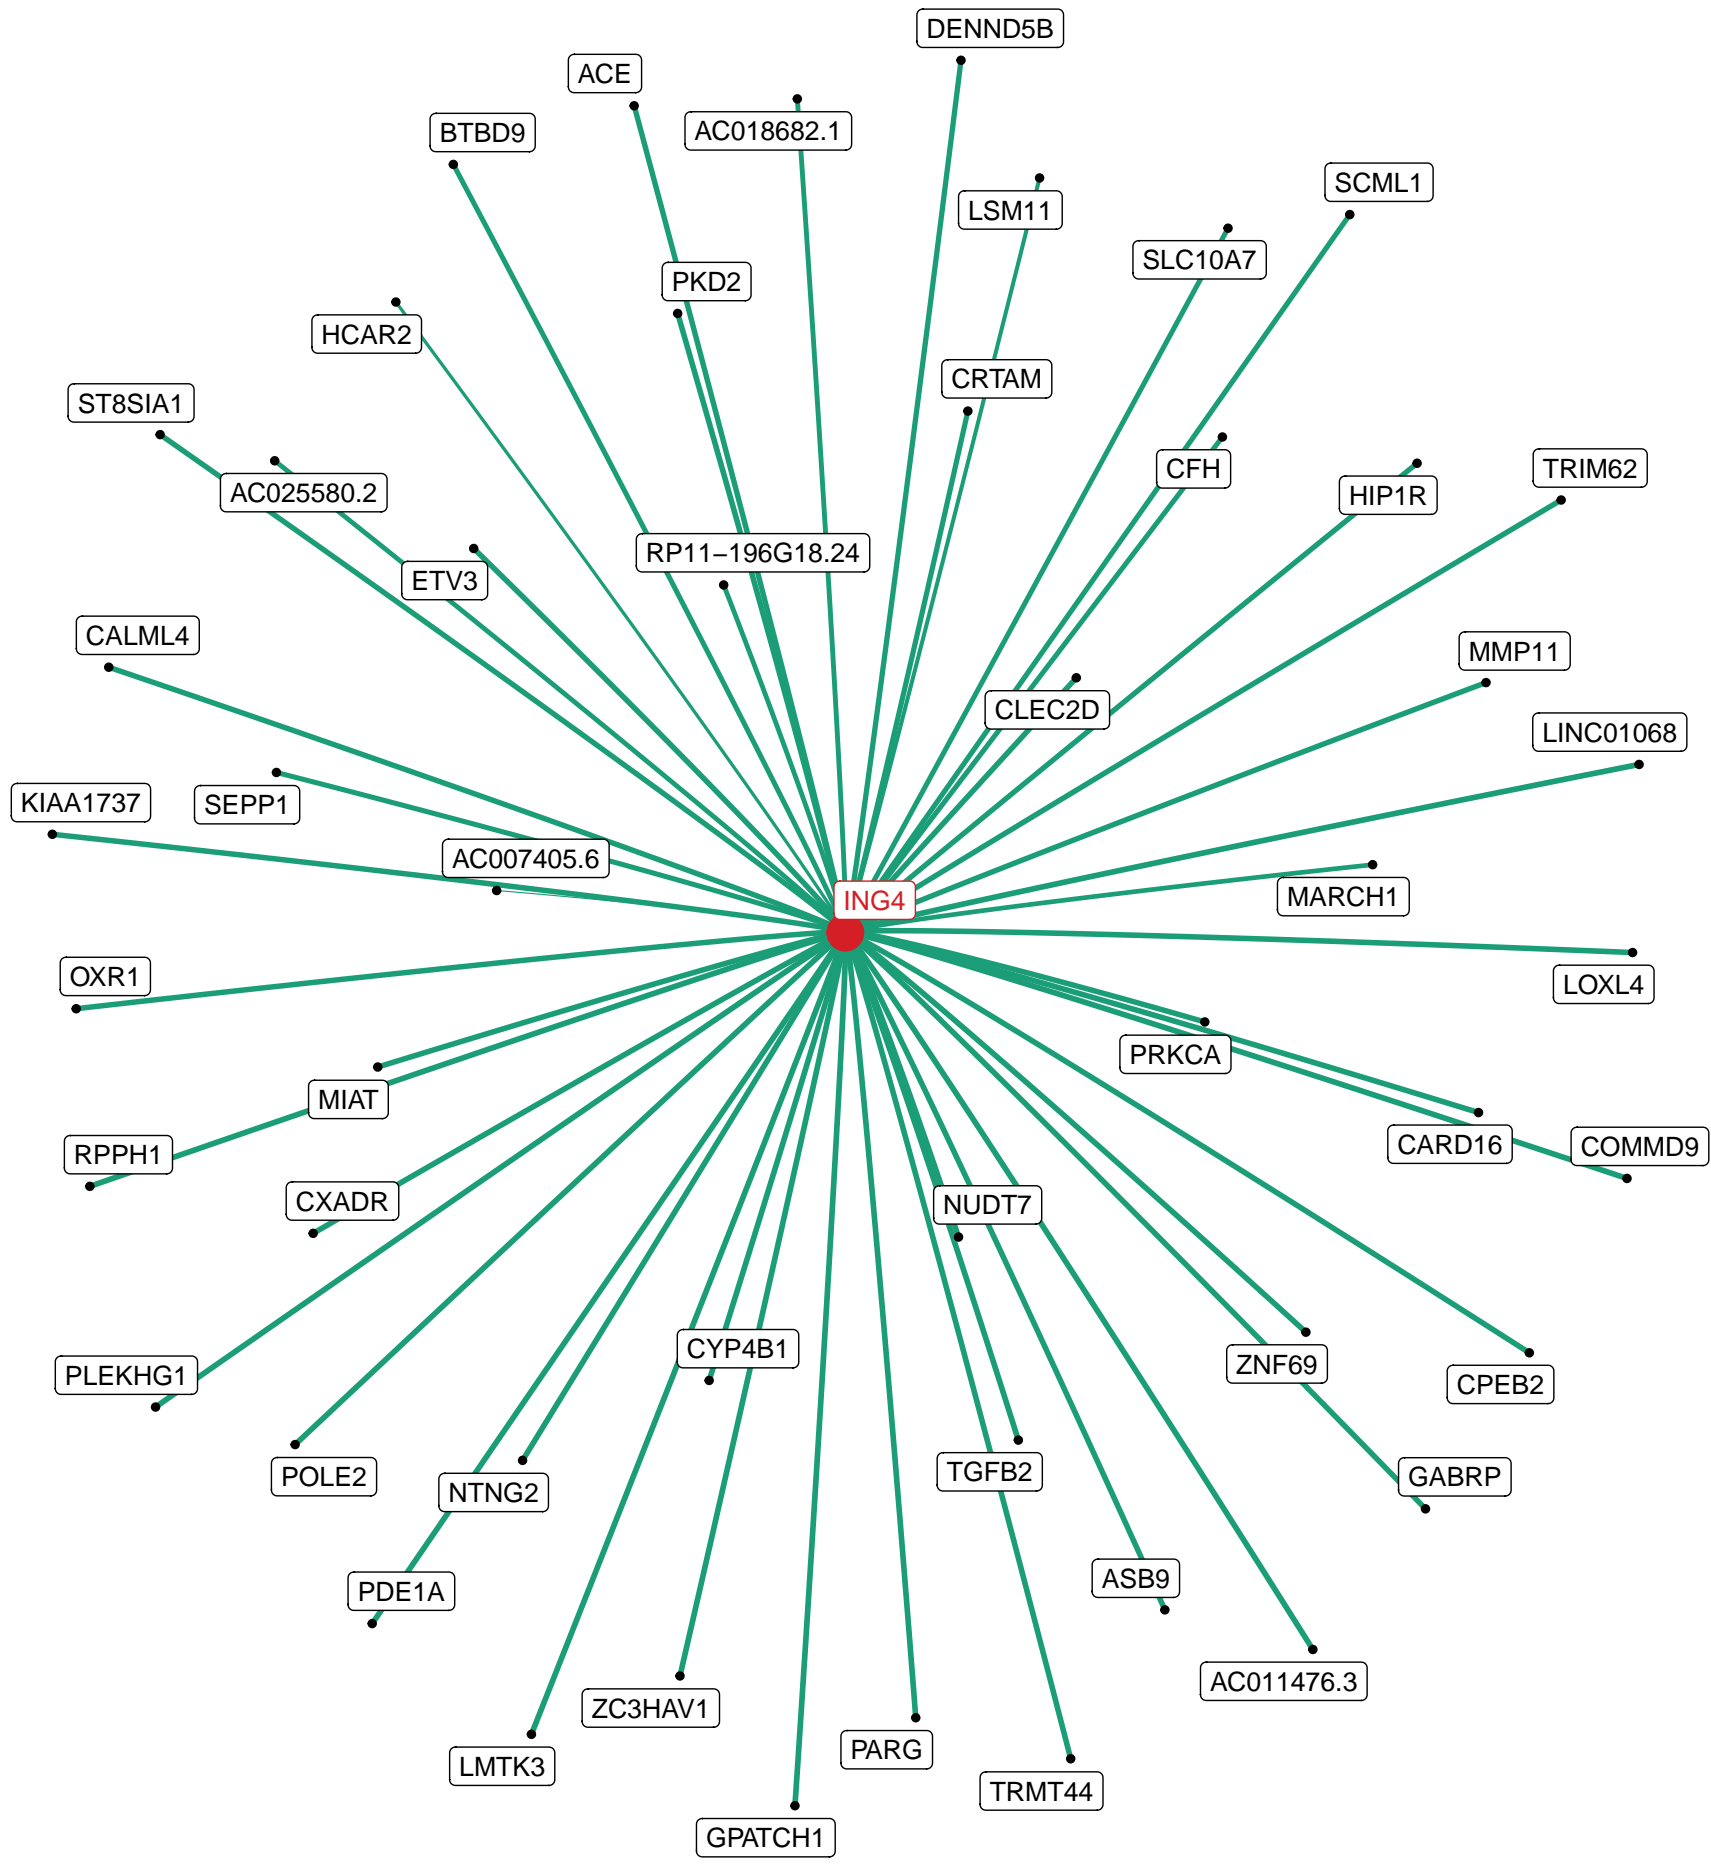 DENND5B
ACE
AC018682.1
BTBD9
SCML1
LSM11
SLC10A7
PKD2
HCAR2
CRTAM
ST8SIA1
CFH
TRIM62
AC025580.2
HIP1R
RP11−196G18.24
ETV3
CALML4
MMP11
CLEC2D
LINC01068
KIAA1737
SEPP1
AC007405.6
MARCH1
ING4
OXR1
LOXL4
PRKCA
MIAT
CARD16
COMMD9
RPPH1
CXADR
NUDT7
CYP4B1
ZNF69
PLEKHG1
CPEB2
POLE2
TGFB2
GABRP
NTNG2
ASB9
PDE1A
AC011476.3
ZC3HAV1
PARG
LMTK3
TRMT44
GPATCH1